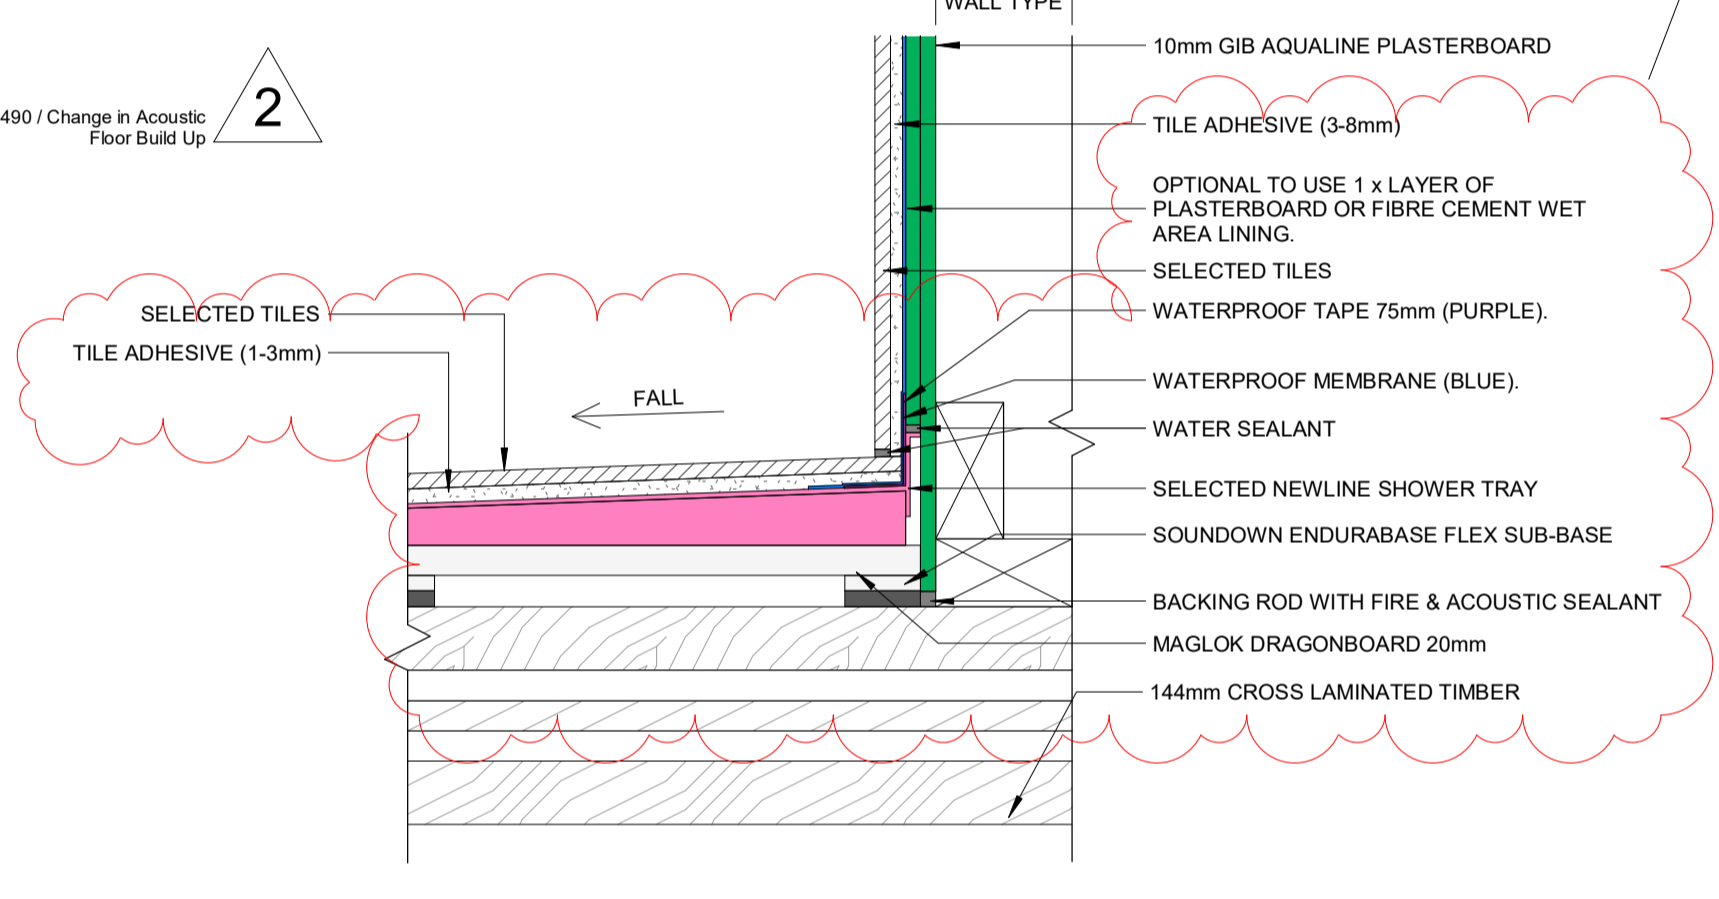 WALL TYPE
10mm GIB AQUALINE PLASTERBOARD
490 / Change in Acoustic
Floor Build Up
2
TILE ADHESIVE (3-8mm)
OPTIONAL TO USE 1 x LAYER OF
PLASTERBOARD OR FIBRE CEMENT WET
AREA LINING.
SELECTED TILES
WATERPROOF TAPE 75mm (PURPLE).
SELECTED TILES
TILE ADHESIVE (1-3mm)
FALL
WATERPROOF MEMBRANE (BLUE).
WATER SEALANT
SELECTED NEWLINE SHOWER TRAY
SOUNDOWN ENDURABASE FLEX SUB-BASE
BACKING ROD WITH FIRE & ACOUSTIC SEALANT
MAGLOK DRAGONBOARD 20mm
144mm CROSS LAMINATED TIMBER